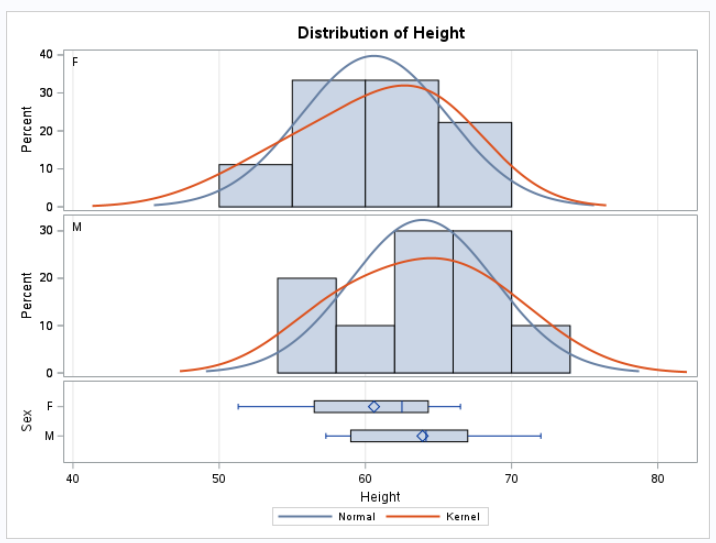 Distribution of Height
F
40
30
20
10
0
Percent
M
30
20
10
0
Percent
F
M
Sex
40 50 60 70 80
Height
Normal Kernel